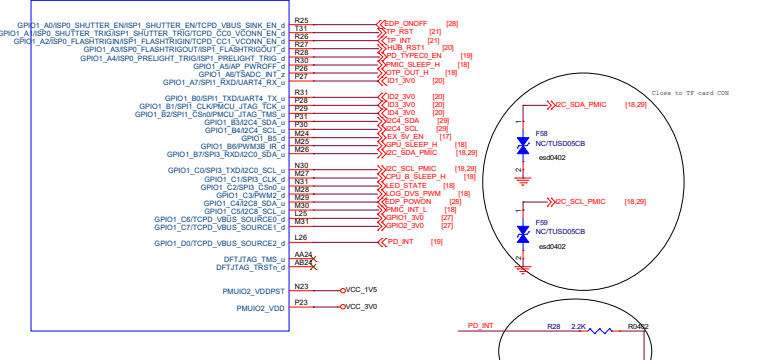 GPIO1_A0/ISP0_SHUTTER_EN/ISP1_SHUTTER_EN/TCPD_VBUS_SINK_EN_d R25 EDP_ONOFF [28]
GPIO1_A1/ISP0_SHUTTER_TRIG/ISP1_SHUTTER_TRIG/TCPD_CC0_VCONN_EN_d T31 TP_RST [21]
GPIO1_A2/ISP0_FLASHTRIGIN/ISP1_FLASHTRIGIN/TCPD_CC1_VCONN_EN_d R26 TP_INT [21]
GPIO1_A3/ISP0_FLASHTRIGOUT/ISP1_FLASHTRIGOUT_d R27 HUB_RST1 [20]
GPIO1_A4/ISP0_PRELIGHT_TRIG/ISP1_PRELIGHT_TRIG_d R28 PD_TYPEC0_EN [19]
GPIO1_A5/AP_PWROFF_d R30 PMIC_SLEEP_H [18]
GPIO1_A6/TSADC_INT_z P26 OTP_OUT_H [18]
GPIO1_A7/SPI1_RXD/UART4_RX_u P27 ID1_3V0 [20]
GPIO1_B0/SPI1_TXD/UART4_TX_u R31 ID2_3V0 [20]
GPIO1_B1/SPI1_CLK/PMCU_JTAG_TCK_u P28 ID3_3V0 [20]
GPIO1_B2/SPI1_CSn0/PMCU_JTAG_TMS_u P29 ID4_3V0 [20]
GPIO1_B3/I2C4_SDA_u P31 I2C4_SDA [29]
GPIO1_B4/I2C4_SCL_u P30 I2C4_SCL [29]
GPIO1_B5_d M24 EX_5V_EN [17]
GPIO1_B6/PWM3B_IR_d M25 GPU_SLEEP_H [18]
GPIO1_B7/SPI3_RXD/I2C0_SDA_u M26 I2C_SDA_PMIC [18,29]
GPIO1_C0/SPI3_TXD/I2C0_SCL_u N30 I2C_SCL_PMIC [18,29]
GPIO1_C1/SPI3_CLK_d M27 CPU_B_SLEEP_H [18]
GPIO1_C2/SPI3_CSn0_u N31 LED_STATE [18]
GPIO1_C3/PWM2_d M28 LOG_DVS_PWM [18]
GPIO1_C4/I2C8_SDA_u M29 EDP_POWON [28]
GPIO1_C5/I2C8_SCL_u M30 PMIC_INT_L [18]
GPIO1_C6/TCPD_VBUS_SOURCE0_d L25 GPIO1_3V0 [27]
GPIO1_C7/TCPD_VBUS_SOURCE1_d M31 GPIO2_3V0 [27]
GPIO1_D0/TCPD_VBUS_SOURCE2_d L26 PD_INT [19]
DFTJTAG_TMS_u AA24
DFTJTAG_TRSTn_d AB24
PMUIO2_VDDPST N23 VCC_1V5
PMUIO2_VDD P23 VCC_3V0
Close to TF card CON
I2C_SDA_PMIC [18,29]
1
F58
NC/TUSD05CB
esd0402
2
I2C_SCL_PMIC [18,29]
1
F59
NC/TUSD05CB
esd0402
2
PD_INT R28 2.2K R0402